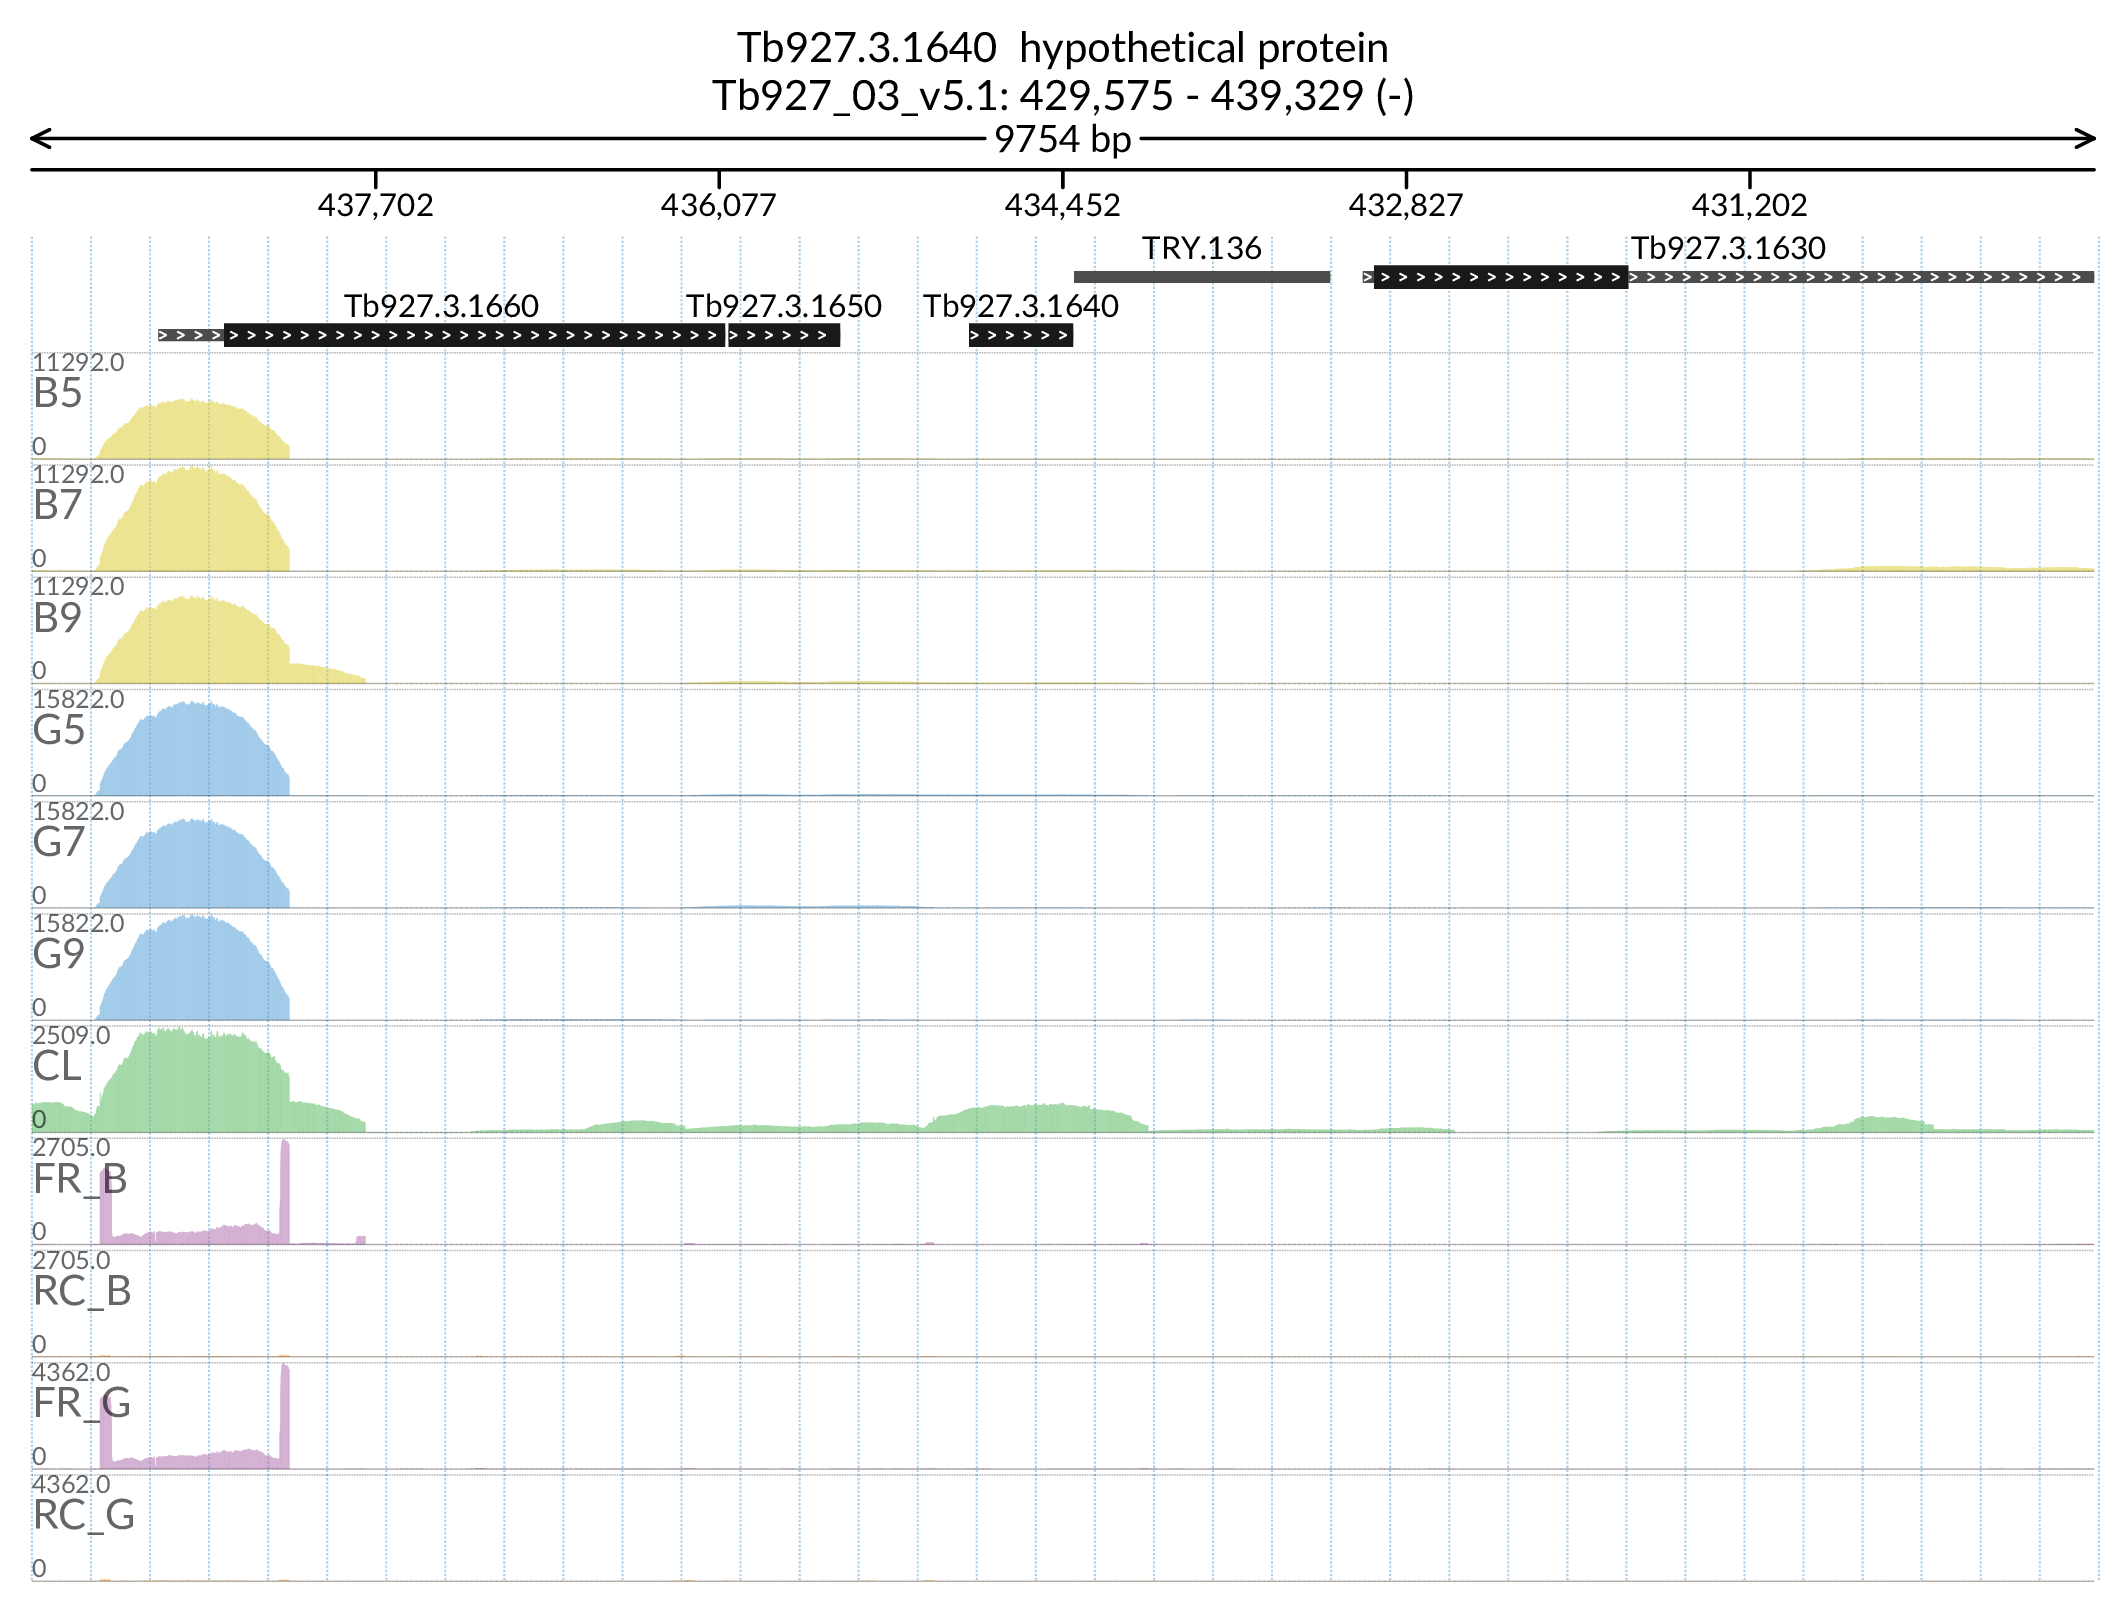 Tb927.3.1640  hypothetical protein
Tb927_03_v5.1: 429,575 - 439,329 (-)
9754 bp
437,702 436,077 434,452 432,827 431,202
TRY.136 Tb927.3.1630
Tb927.3.1660 Tb927.3.1650 Tb927.3.1640
11292.0
B5
0
11292.0
B7
0
11292.0
B9
0
15822.0
G5
0
15822.0
G7
0
15822.0
G9
0
2509.0
CL
0
2705.0
FR_B
0
2705.0
RC_B
0
4362.0
FR_G
0
4362.0
RC_G
0